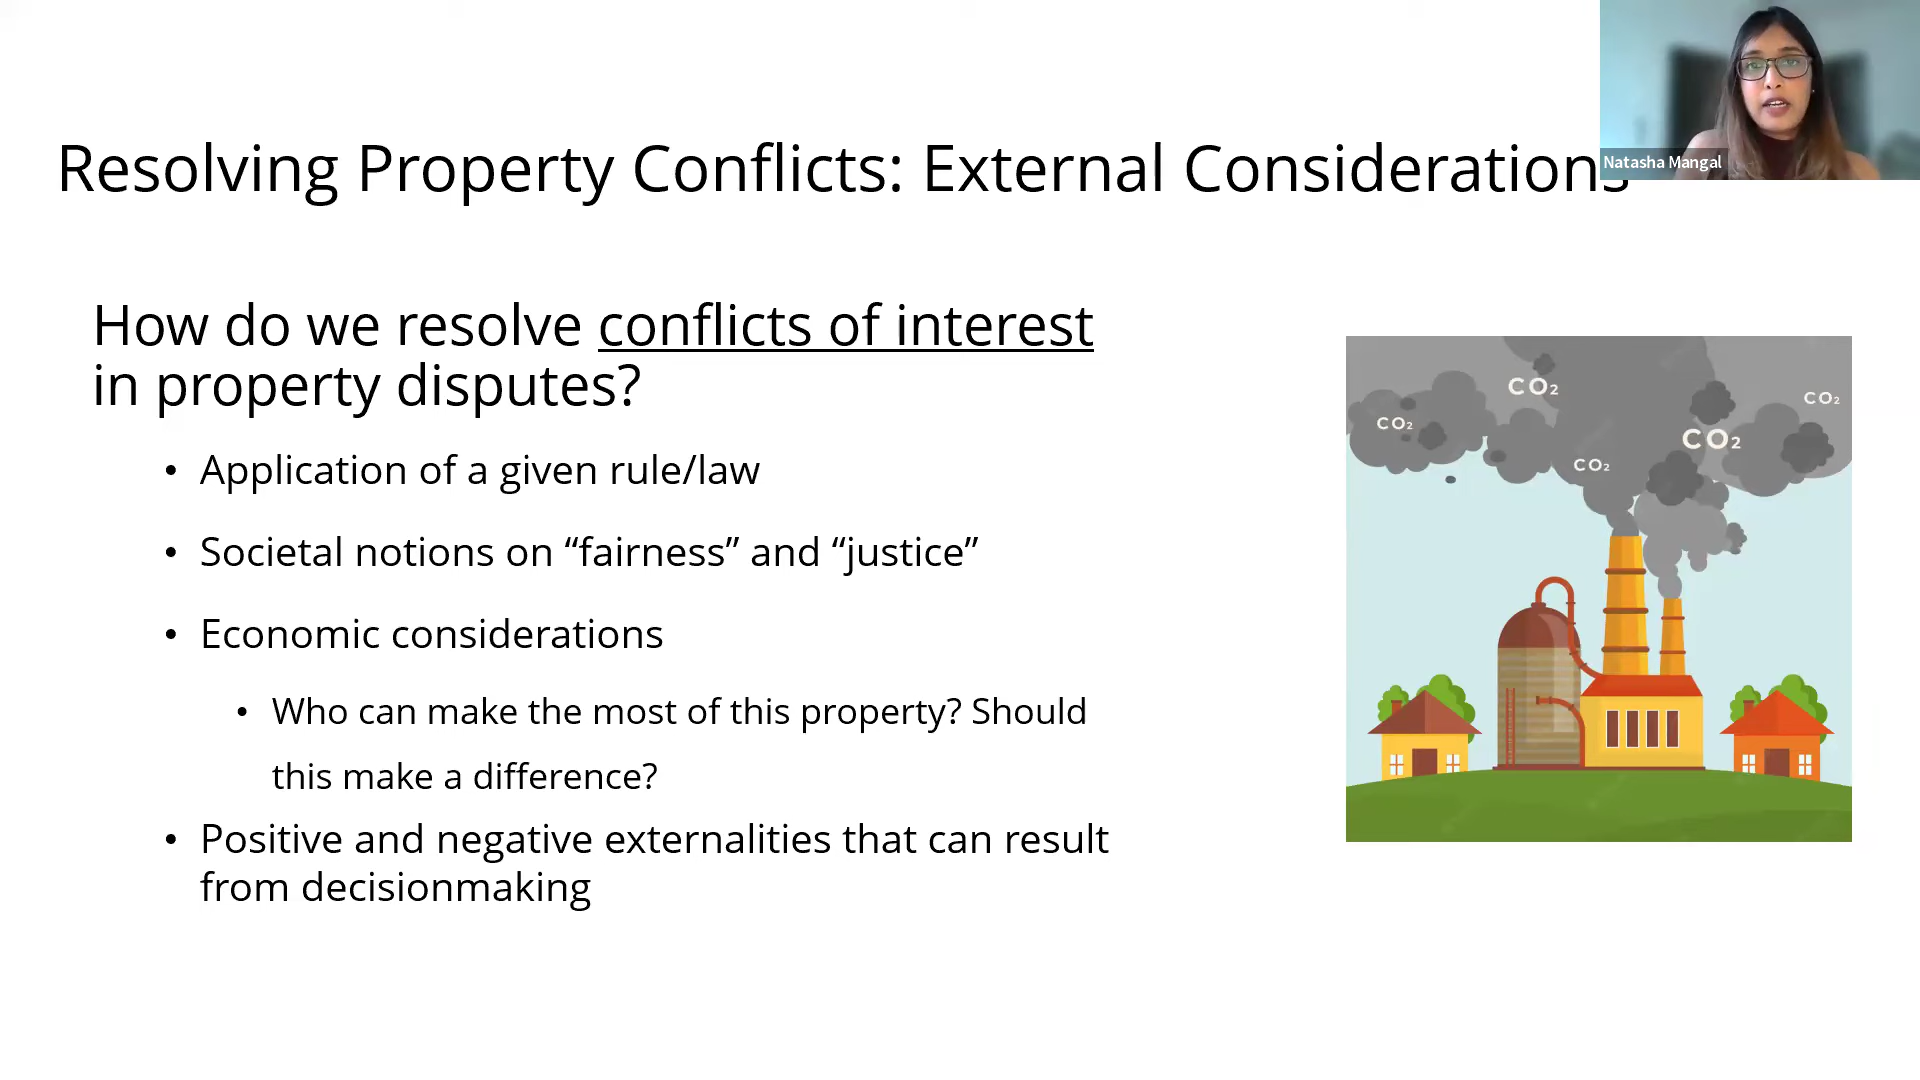 Resolving Property Conflicts: External Considerations
Natasha Mangal
How do we resolve conflicts of interest
in property disputes?
• Application of a given rule/law
• Societal notions on “fairness” and “justice”
• Economic considerations
• Who can make the most of this property? Should
this make a difference?
• Positive and negative externalities that can result
from decisionmaking
CO₂
CO₂
CO₂
CO₂
CO₂